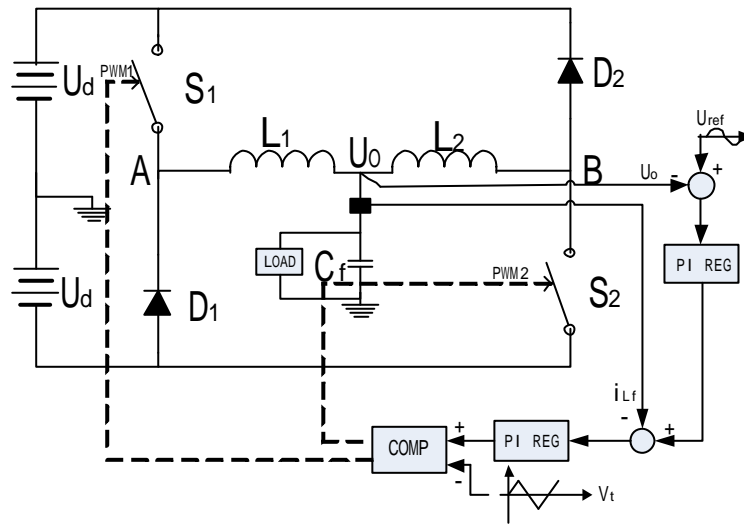 PWM1
Ud
S1
D2
Uref
L1
U0
L2
A
B
Uo
-
+
LOAD
Cf
PWM2
PI REG
Ud
D1
S2
iLf
-
+
+
COMP
PI REG
-
Vt